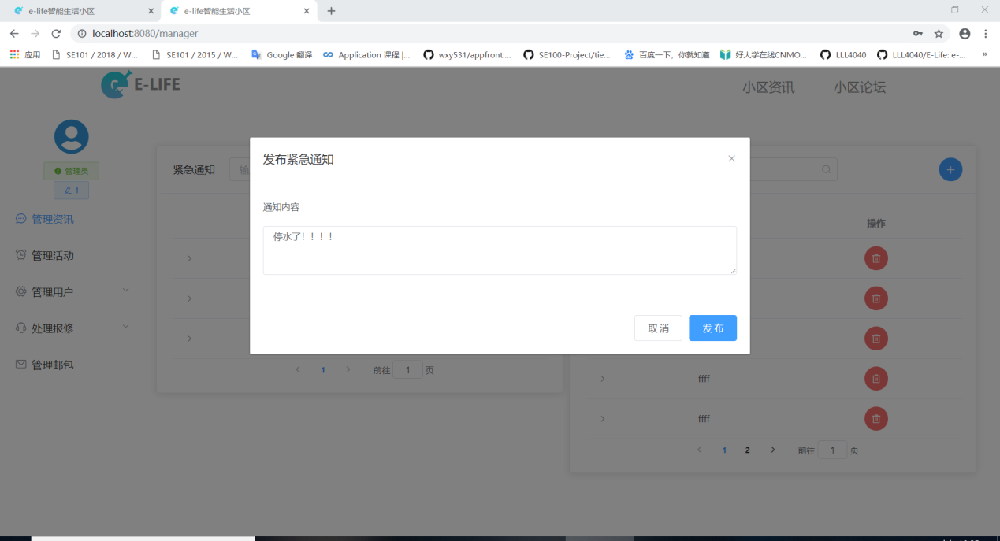 e-life智能生活小区
e-life智能生活小区
localhost:8080/manager
应用
SE101 / 2018 / W...
SE101 / 2015 / W...
Google 翻译
Application 课程 |...
wxy531/appfront:...
SE100-Project/tie...
百度一下，你就知道
好大学在线CNMO...
LLL4040
LLL4040/E-Life: e-...
»
E-LIFE
小区资讯
小区论坛
管理员
1
管理资讯
管理活动
管理用户
处理报修
管理邮包
紧急通知
输
发布紧急通知
通知内容
停水了！！！！
取消
发布
操作
1
前往 1 页
ffff
ffff
1 2
前往 1 页